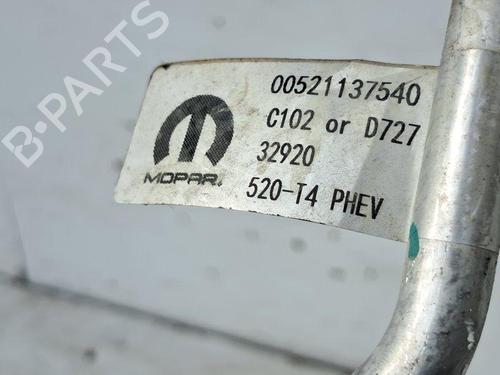 B-PARTS
00521137540
C102 or D727
32920
MOPAR.
520-T4 PHEV